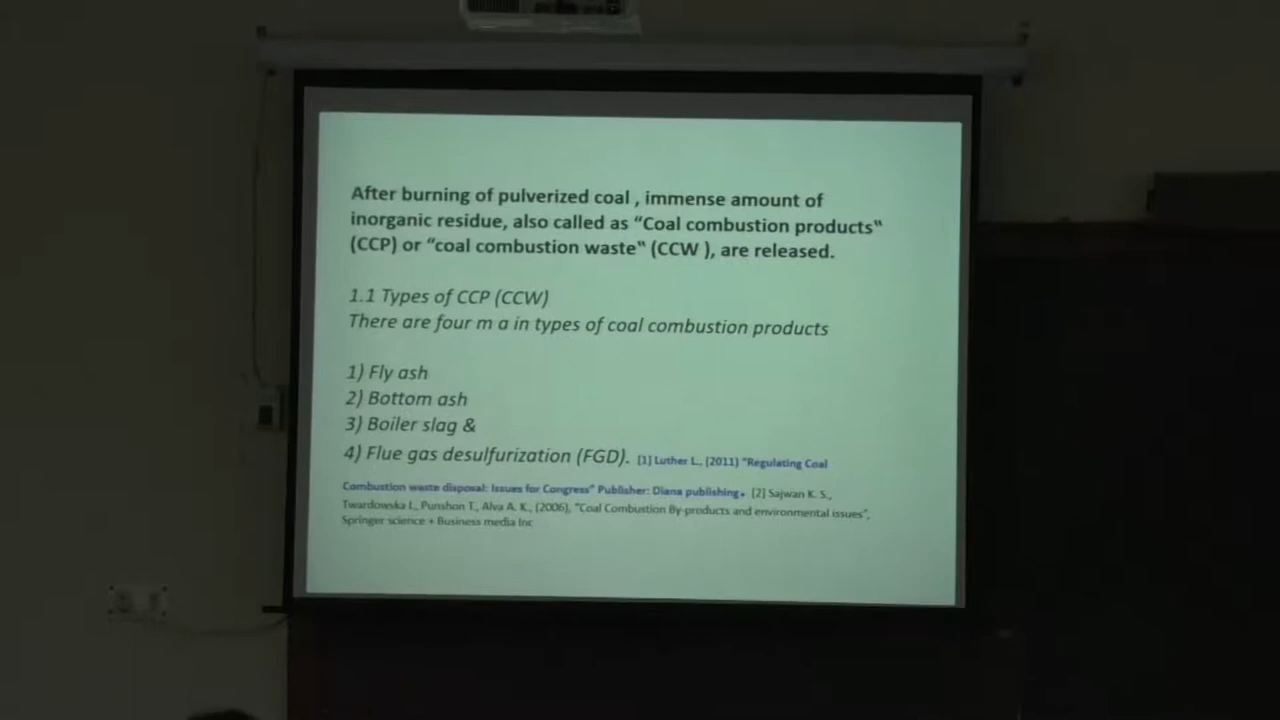 After burning of pulverized coal , immense amount of
inorganic residue, also called as “Coal combustion products‟
(CCP) or “coal combustion waste‟ (CCW ), are released.
1.1 Types of CCP (CCW)
There are four m a in types of coal combustion products
1) Fly ash
2) Bottom ash
3) Boiler slag &
4) Flue gas desulfurization (FGD). [1] Luther L., (2011) “Regulating Coal
Combustion waste disposal: Issues for Congress” Publisher: Diana publishing. [2] Sajwan K. S.,
Twardowska I., Punshon T., Alva A. K., (2006), “Coal Combustion By-products and environmental issues”,
Springer science + Business media Inc